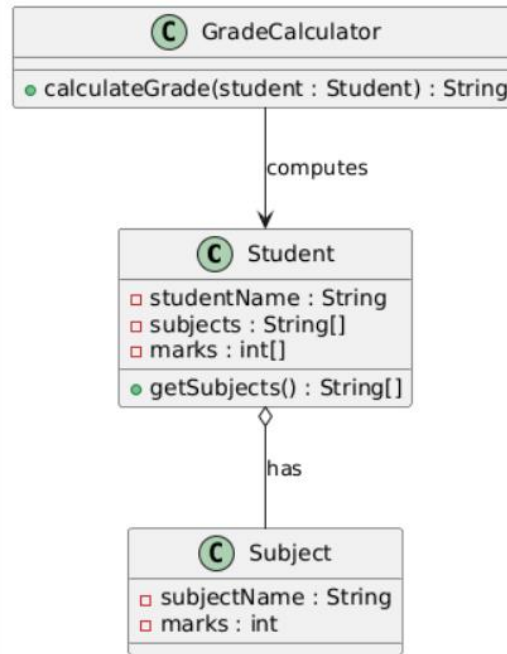 C GradeCalculator
calculateGrade(student : Student) : String
computes
C Student
studentName : String
subjects : String[]
marks : int[]
getSubjects() : String[]
has
C Subject
subjectName : String
marks : int